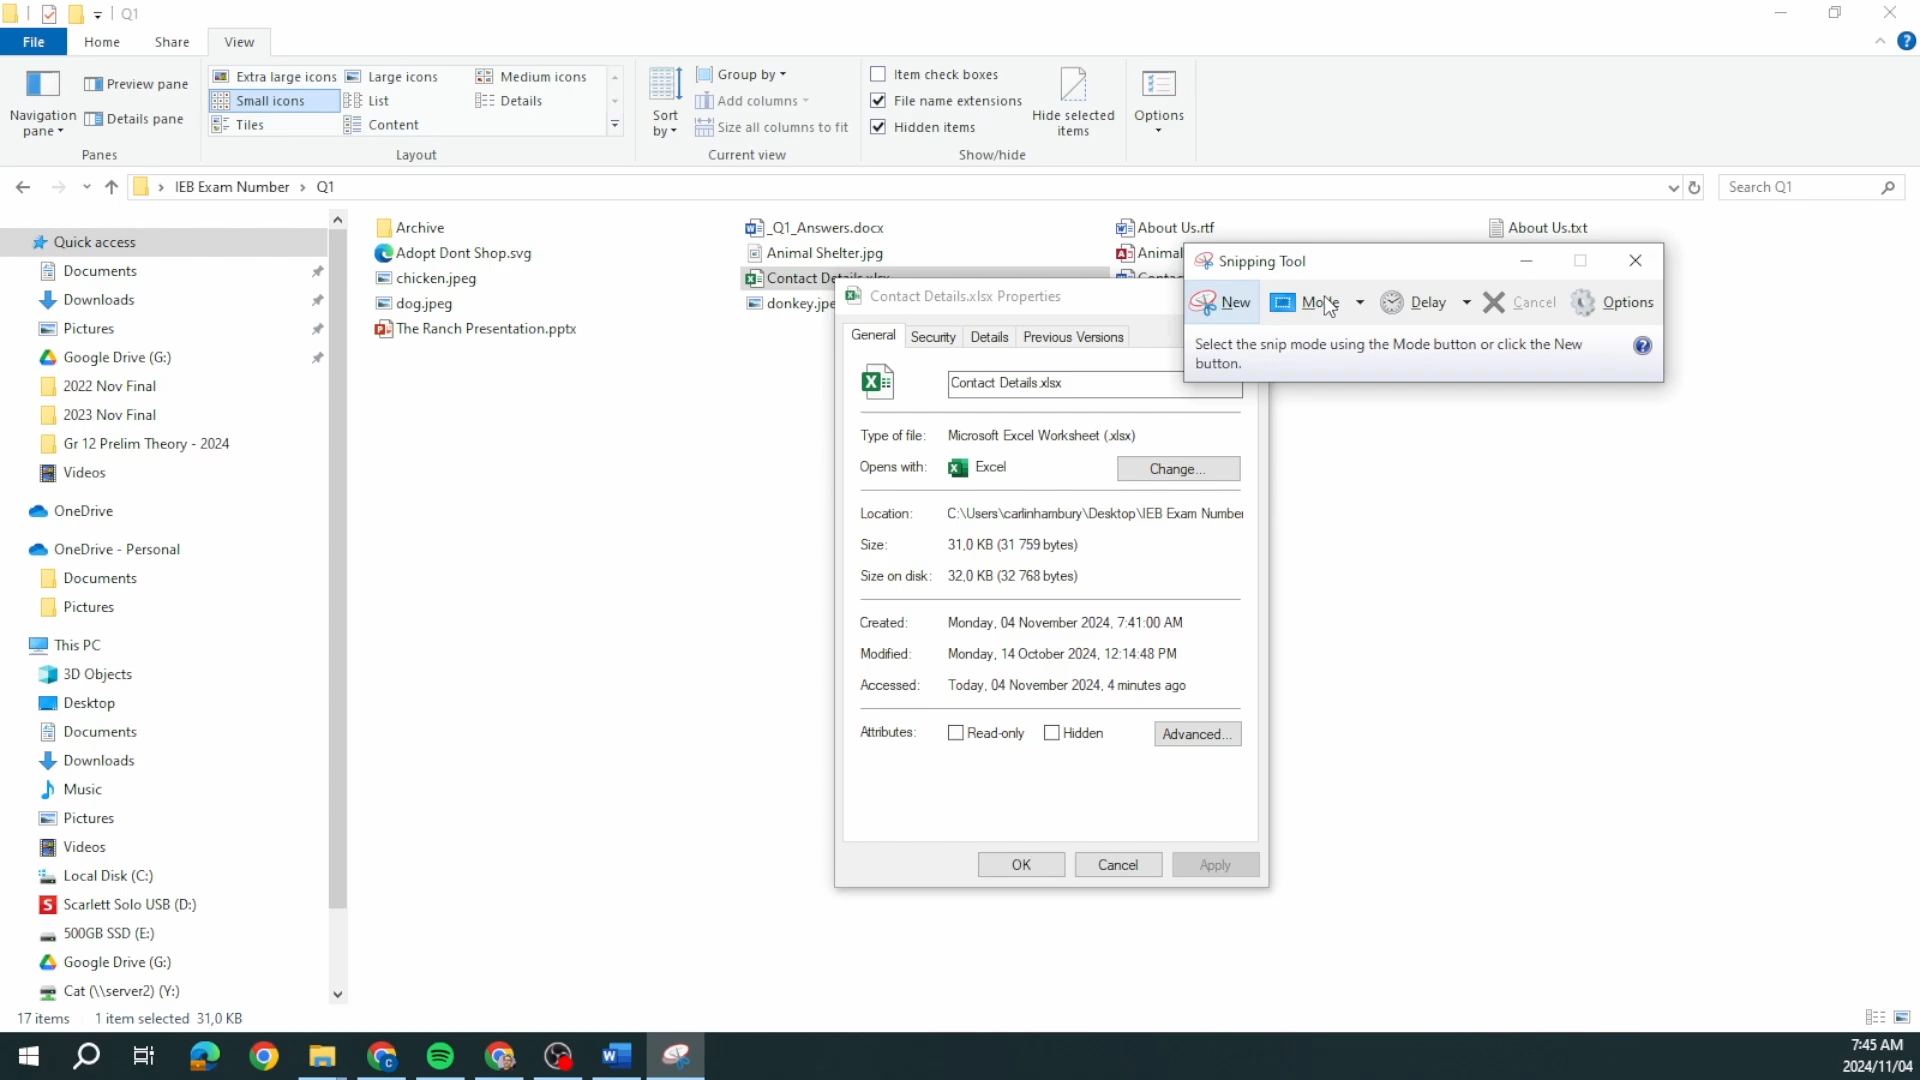 Q1
File
Home
Share
View
Navigation pane
Preview pane
Details pane
Panes
Extra large icons
Large icons
Medium icons
Small icons
List
Details
Tiles
Content
Layout
Sort by
Group by
Add columns
Size all columns to fit
Current view
Item check boxes
File name extensions
Hidden items
Hide selected items
Show/hide
Options
IEB Exam Number
Q1
Search Q1
Quick access
Documents
Downloads
Pictures
Google Drive (G:)
2022 Nov Final
2023 Nov Final
Gr 12 Prelim Theory - 2024
Videos
OneDrive
OneDrive - Personal
Documents
Pictures
This PC
3D Objects
Desktop
Documents
Downloads
Music
Pictures
Videos
Local Disk (C:)
Scarlett Solo USB (D:)
500GB SSD (E:)
Google Drive (G:)
Cat (\\server2) (Y:)
Archive
_Q1_Answers.docx
About Us.rtf
About Us.txt
Adopt Dont Shop.svg
Animal Shelter.jpg
Animal
chicken.jpeg
Contact Details.xlsx
dog.jpeg
donkey.jpe
The Ranch Presentation.pptx
Contact Details.xlsx Properties
General
Security
Details
Previous Versions
Contact Details.xlsx
Type of file: Microsoft Excel Worksheet (.xlsx)
Opens with: Excel
Change...
Location: C:\Users\carlinhambury\Desktop\IEB Exam Number
Size: 31,0 KB (31 759 bytes)
Size on disk: 32,0 KB (32 768 bytes)
Created: Monday, 04 November 2024, 7:41:00 AM
Modified: Monday, 14 October 2024, 12:14:48 PM
Accessed: Today, 04 November 2024, 4 minutes ago
Attributes: Read-only Hidden
Advanced...
OK
Cancel
Apply
Snipping Tool
New
Mode
Delay
Cancel
Options
Select the snip mode using the Mode button or click the New
button.
17 items 1 item selected 31,0 KB
7:45 AM
2024/11/04